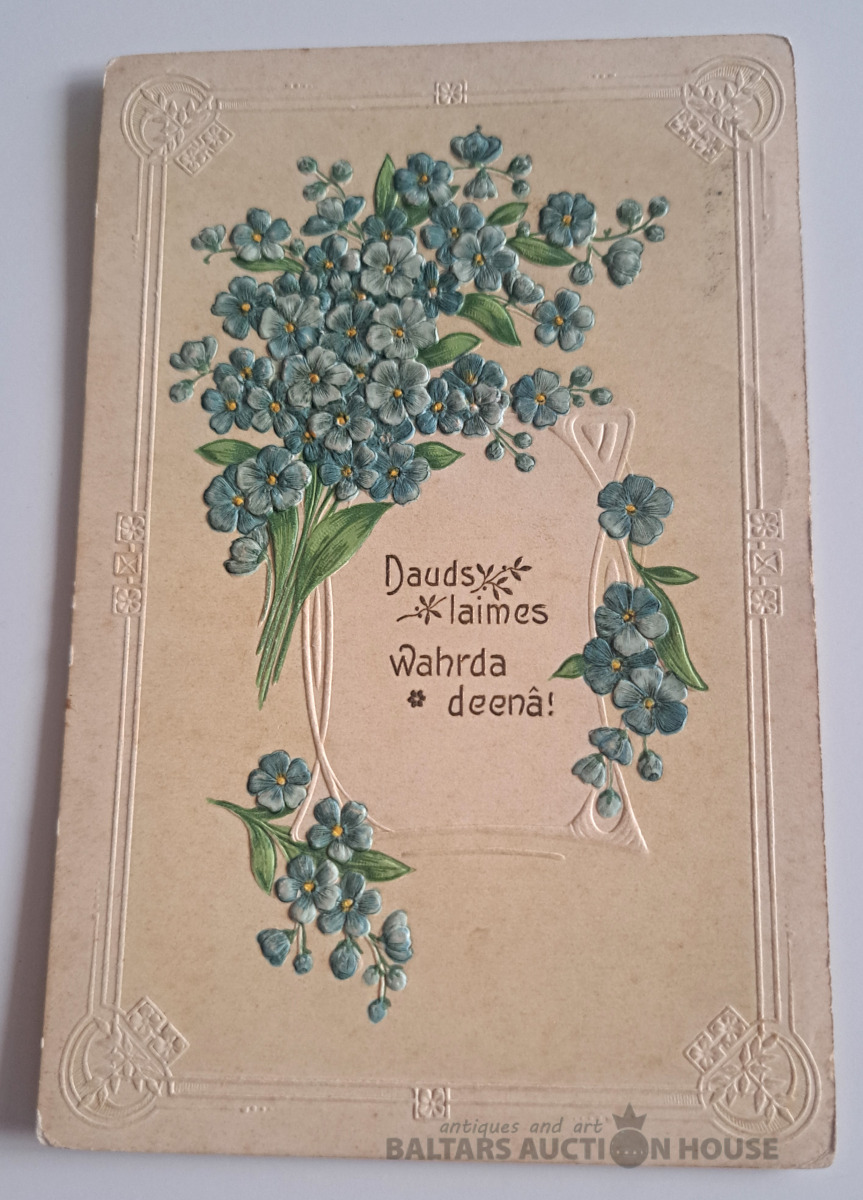 Dauds
laimes
Wahrda
deenâ!
antiques and art
BALTARS AUCTION HOUSE